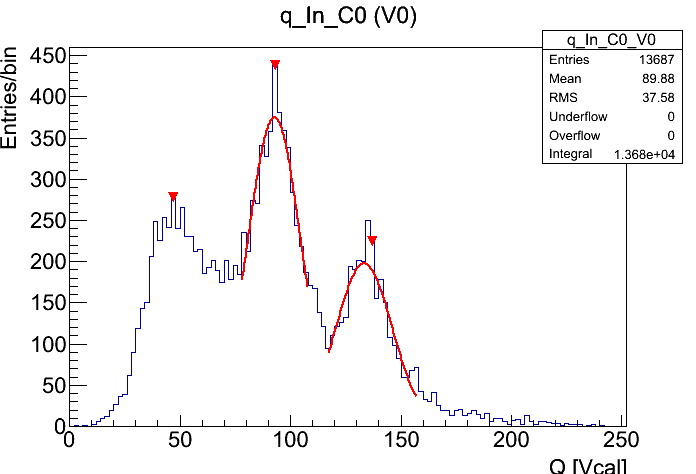 q_In_C0 (V0)
q_In_C0_V0
Entries 13687
Mean 89.88
RMS 37.58
Underflow 0
Overflow 0
Integral 1.368e+04
Entries/bin
450
400
350
300
250
200
150
100
50
0
0 50 100 150 200 250
Q [Vcal]